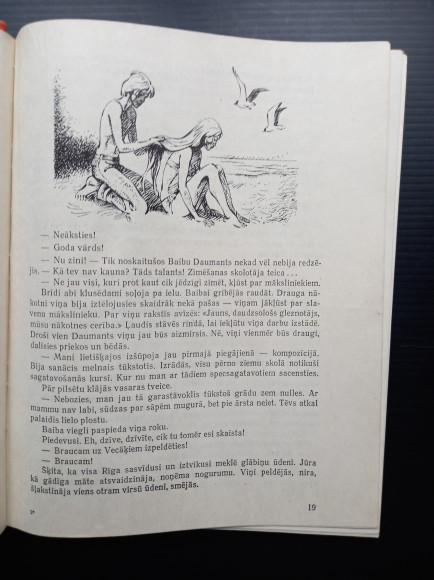 — Neāksties!
— Goda vārds!
— Nu zini! — Tik noskaitušos Baibu Daumants nekad vēl nebija redzē-
jis. — Kā tev nav kauna? Tāds talants! Zīmēšanas skolotāja teica...
— Ne jau visi, kuri prot kaut cik jēdzīgi zīmēt, kļūst par māksliniekiem.
Brīdi abi klusēdami soļoja pa ielu. Baibai gribējās raudāt. Drauga nā-
kotni viņa bija iztēlojusies skaidrāk nekā pašas — viņam jākļūst par sla-
venu mākslinieku. Par viņu rakstīs avīzēs: «Jauns, daudzsološs gleznotājs,
mūsu nākotnes cerība.» Ļaudis stāvēs rindā, lai iekļūtu viņa darbu izstādē.
Droši vien Daumants viņu jau būs aizmirsis. Nē, viņi vienmēr būs draugi,
dalīsies priekos un bēdās.
— Mani lietišķajos izšūpoja jau pirmajā piegājienā — kompozīcijā.
Bija sanācis melnais tūkstotis. Izrādās, visu pērno ziemu skolā notikuši
sagatavošanās kursi. Kur nu man ar tādiem specsagatavotiem sacensties.
Pār pilsētu klājās vasaras tveice.
— Nebozies, man jau tā garastāvoklis tūkstoš grādu zem nulles. Ar
mammu nav labi, sūdzas par sāpēm mugurā, bet pie ārsta neiet. Tēvs atkal
palaidis lielo plostu.
Baiba viegli paspieda viņa roku.
Piedevusi. Eh, dzīve, dzīvīte, cik tu tomēr esi skaista!
— Braucam uz Vecāķiem izpeldēties!
— Braucam!
Šķita, ka visa Rīga sasvīdusi un iztvīkusi meklē glābiņu ūdenī. Jūra
kā gādīga māte atsvaidzināja, noņēma nogurumu. Viņi peldējās, nira,
šļakstināja viens otram virsū ūdeni, smējās.
19